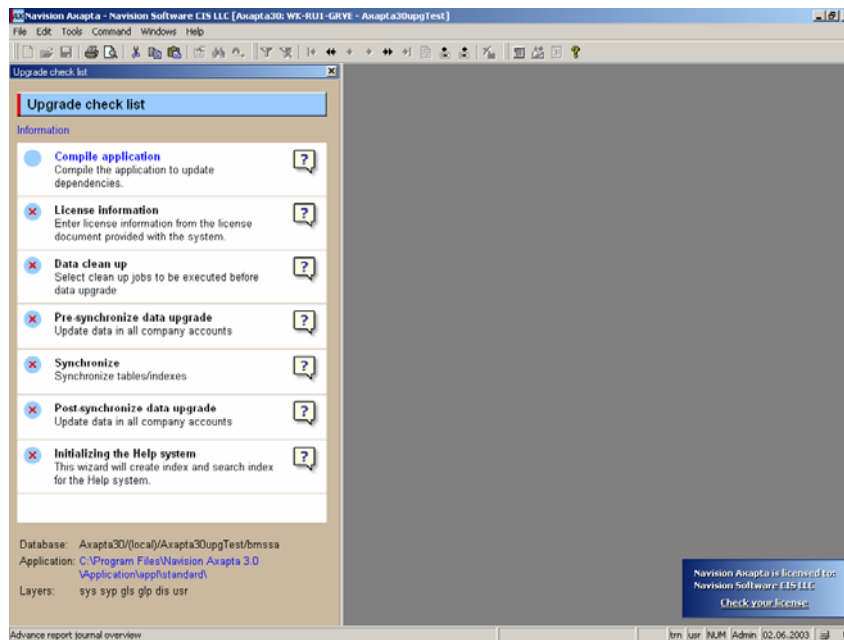 Navision Axapta - Navision Software CIS LLC [Axapta30: WK-RU1-GRYE - Axapta30upgTest]
File Edit Tools Command Windows Help
Upgrade check list
Upgrade check list
Information
Compile application
Compile the application to update
dependencies.
License information
Enter license information from the license
document provided with the system.
Data clean up
Select clean up jobs to be executed before
data upgrade
Pre-synchronize data upgrade
Update data in all company accounts
Synchronize
Synchronize tables/indexes
Post-synchronize data upgrade
Update data in all company accounts
Initializing the Help system
This wizard will create index and search index
for the Help system.
Database: Axapta30/(local)/Axapta30upgTest/bmssa
Application: C:\Program Files\Navision Axapta 3.0
\Application\appl\standard\
Layers: sys syp gls glp dis usr
Navision Axapta is licensed to:
Navision Software CIS LLC
Check your license
Advance report journal overview
trn usr NUM Admin 02.06.2003